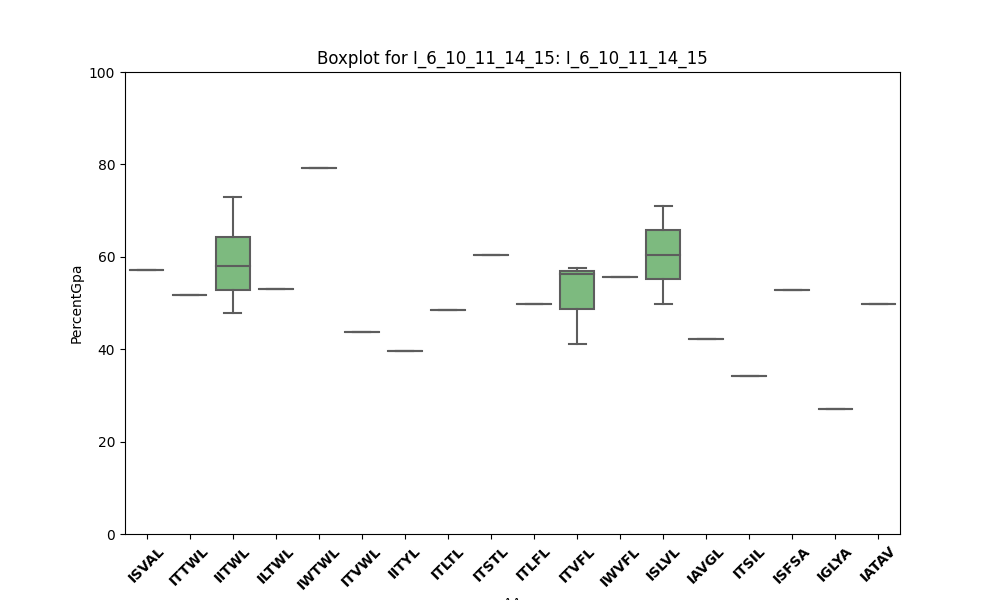 Boxplot for I_6_10_11_14_15: I_6_10_11_14_15
PercentGpa
100
80
60
40
20
0
ISVAL
ITTWL
IITWL
ILTWL
IWTWL
ITVWL
IITYL
ITLTL
ITSTL
ITLFL
ITVFL
IWVFL
ISLVL
IAVGL
ITSIL
ISFSA
IGLYA
IATAV